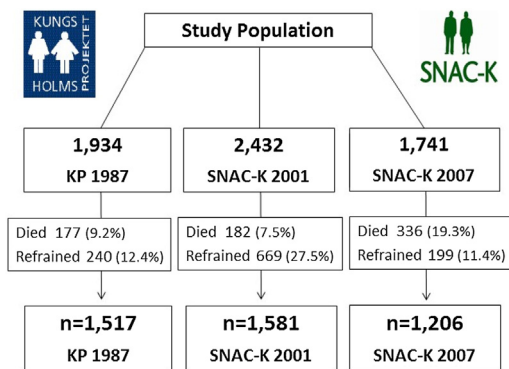 KUNGS
HOLMS
PROJEKTET
Study Population
SNAC-K
1,934
KP 1987
2,432
SNAC-K 2001
1,741
SNAC-K 2007
Died 177 (9.2%)
Refrained 240 (12.4%)
Died 182 (7.5%)
Refrained 669 (27.5%)
Died 336 (19.3%)
Refrained 199 (11.4%)
n=1,517
KP 1987
n=1,581
SNAC-K 2001
n=1,206
SNAC-K 2007